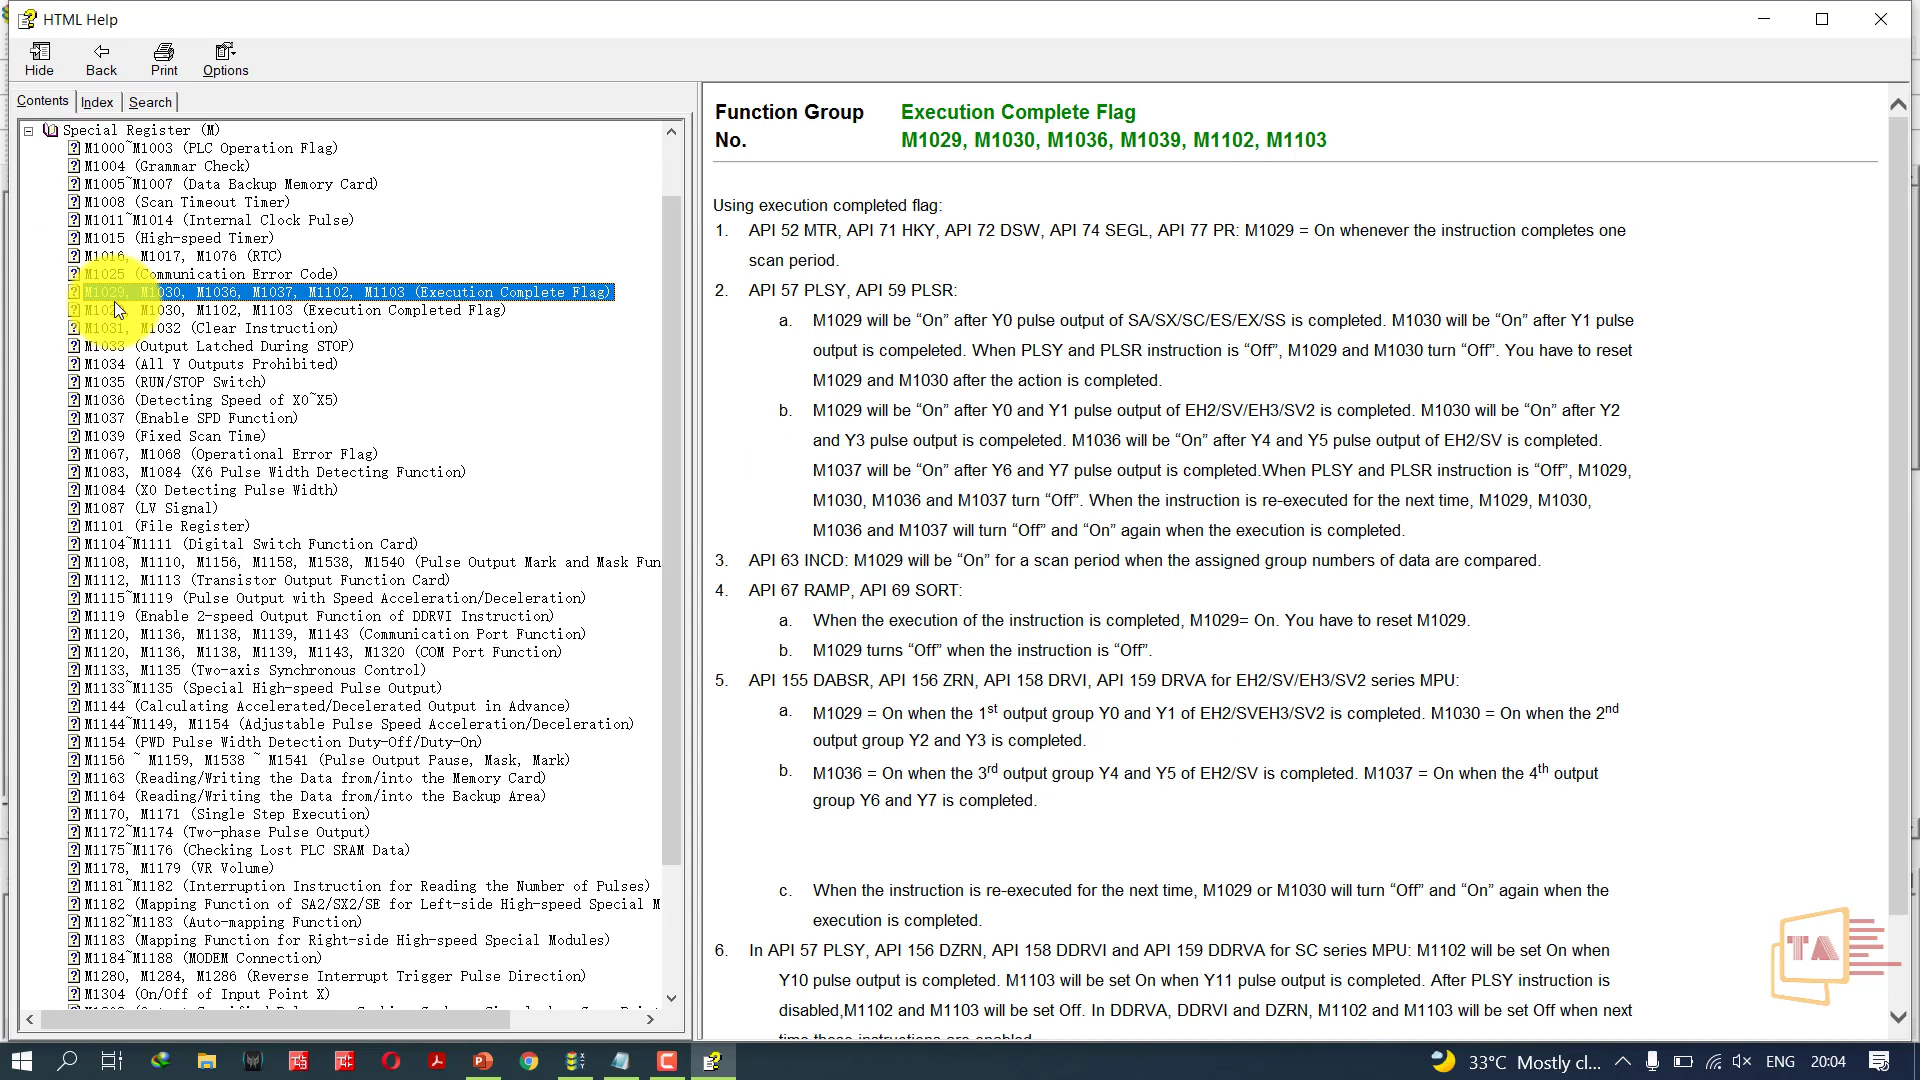 HTML Help
Hide
Back
Print
Options
Contents
Index
Search
Special Register (M)
M1000~M1003 (PLC Operation Flag)
M1004 (Grammar Check)
M1005~M1007 (Data Backup Memory Card)
M1008 (Scan Timeout Timer)
M1011~M1014 (Internal Clock Pulse)
M1015 (High-speed Timer)
M1016, M1017, M1076 (RTC)
M1025 (Communication Error Code)
M1029, M1030, M1036, M1037, M1102, M1103 (Execution Complete Flag)
M1029, M1030, M1102, M1103 (Execution Completed Flag)
M1031, M1032 (Clear Instruction)
M1033 (Output Latched During STOP)
M1034 (All Y Outputs Prohibited)
M1035 (RUN/STOP Switch)
M1036 (Detecting Speed of X0~X5)
M1037 (Enable SPD Function)
M1039 (Fixed Scan Time)
M1067, M1068 (Operational Error Flag)
M1083, M1084 (X6 Pulse Width Detecting Function)
M1084 (X0 Detecting Pulse Width)
M1087 (LV Signal)
M1101 (File Register)
M1104~M1111 (Digital Switch Function Card)
M1108, M1110, M1156, M1158, M1538, M1540 (Pulse Output Mark and Mask Fun
M1112, M1113 (Transistor Output Function Card)
M1115~M1119 (Pulse Output with Speed Acceleration/Deceleration)
M1119 (Enable 2-speed Output Function of DDRVI Instruction)
M1120, M1136, M1138, M1139, M1143 (Communication Port Function)
M1120, M1136, M1138, M1139, M1143, M1320 (COM Port Function)
M1133, M1135 (Two-axis Synchronous Control)
M1133~M1135 (Special High-speed Pulse Output)
M1144 (Calculating Accelerated/Decelerated Output in Advance)
M1144~M1149, M1154 (Adjustable Pulse Speed Acceleration/Deceleration)
M1154 (PWD Pulse Width Detection Duty-Off/Duty-On)
M1156 ~ M1159, M1538 ~ M1541 (Pulse Output Pause, Mask, Mark)
M1163 (Reading/Writing the Data from/into the Memory Card)
M1164 (Reading/Writing the Data from/into the Backup Area)
M1170, M1171 (Single Step Execution)
M1172~M1174 (Two-phase Pulse Output)
M1175~M1176 (Checking Lost PLC SRAM Data)
M1178, M1179 (VR Volume)
M1181~M1182 (Interruption Instruction for Reading the Number of Pulses)
M1182 (Mapping Function of SA2/SX2/SE for Left-side High-speed Special M
M1182~M1183 (Auto-mapping Function)
M1183 (Mapping Function for Right-side High-speed Special Modules)
M1184~M1188 (MODEM Connection)
M1280, M1284, M1286 (Reverse Interrupt Trigger Pulse Direction)
M1304 (On/Off of Input Point X)
Function Group Execution Complete Flag
No. M1029, M1030, M1036, M1039, M1102, M1103
Using execution completed flag:
1. API 52 MTR, API 71 HKY, API 72 DSW, API 74 SEGL, API 77 PR: M1029 = On whenever the instruction completes one
scan period.
2. API 57 PLSY, API 59 PLSR:
a. M1029 will be “On” after Y0 pulse output of SA/SX/SC/ES/EX/SS is completed. M1030 will be “On” after Y1 pulse
output is compeleted. When PLSY and PLSR instruction is “Off”, M1029 and M1030 turn “Off”. You have to reset
M1029 and M1030 after the action is completed.
b. M1029 will be “On” after Y0 and Y1 pulse output of EH2/SV/EH3/SV2 is completed. M1030 will be “On” after Y2
and Y3 pulse output is compeleted. M1036 will be “On” after Y4 and Y5 pulse output of EH2/SV is completed.
M1037 will be “On” after Y6 and Y7 pulse output is completed.When PLSY and PLSR instruction is “Off”, M1029,
M1030, M1036 and M1037 turn “Off”. When the instruction is re-executed for the next time, M1029, M1030,
M1036 and M1037 will turn “Off” and “On” again when the execution is completed.
3. API 63 INCD: M1029 will be “On” for a scan period when the assigned group numbers of data are compared.
4. API 67 RAMP, API 69 SORT:
a. When the execution of the instruction is completed, M1029= On. You have to reset M1029.
b. M1029 turns “Off” when the instruction is “Off”.
5. API 155 DABSR, API 156 ZRN, API 158 DRVI, API 159 DRVA for EH2/SV/EH3/SV2 series MPU:
a. M1029 = On when the 1st output group Y0 and Y1 of EH2/SVEH3/SV2 is completed. M1030 = On when the 2nd
output group Y2 and Y3 is completed.
b. M1036 = On when the 3rd output group Y4 and Y5 of EH2/SV is completed. M1037 = On when the 4th output
group Y6 and Y7 is completed.
c. When the instruction is re-executed for the next time, M1029 or M1030 will turn “Off” and “On” again when the
execution is completed.
6. In API 57 PLSY, API 156 DZRN, API 158 DDRVI and API 159 DDRVA for SC series MPU: M1102 will be set On when
Y10 pulse output is completed. M1103 will be set On when Y11 pulse output is completed. After PLSY instruction is
disabled,M1102 and M1103 will be set Off. In DDRVA, DDRVI and DZRN, M1102 and M1103 will be set Off when next
time these instructions are enabled
TA
33°C Mostly cl...
ENG
20:04